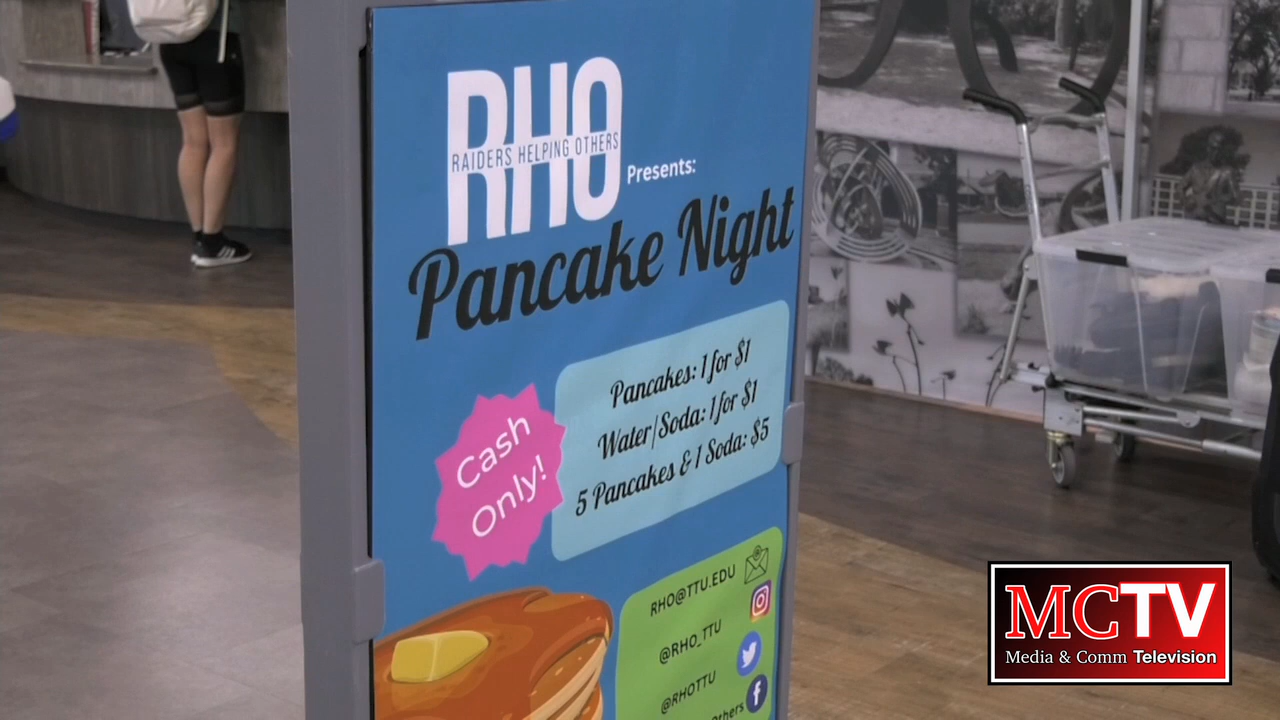 RHO
RAIDERS HELPING OTHERS
Presents:
Pancake Night
Pancakes: 1 for $1
Water/Soda: 1 for $1
5 Pancakes & 1 Soda: $5
Cash
Only!
RHO@TTU.EDU
@RHO_TTU
@RHOTTU
Others
MCTV
Media & Comm Television